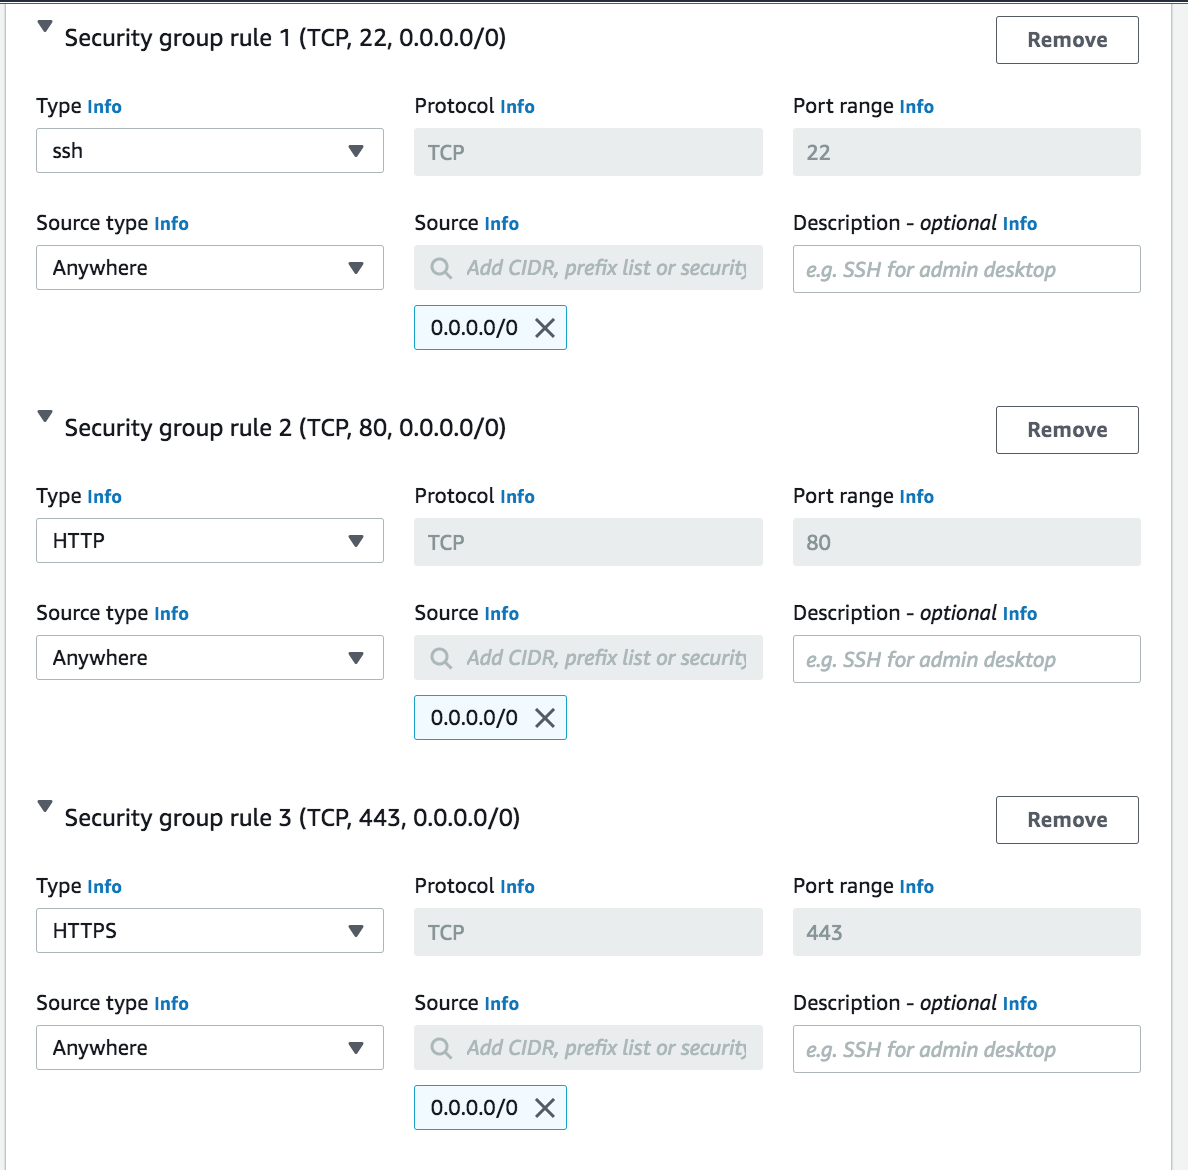 Security group rule 1 (TCP, 22, 0.0.0.0/0)
Remove
Type Info
Protocol Info
Port range Info
ssh
TCP
22
Source type Info
Source Info
Description - optional Info
Anywhere
Add CIDR, prefix list or security
e.g. SSH for admin desktop
0.0.0.0/0
Security group rule 2 (TCP, 80, 0.0.0.0/0)
Remove
Type Info
Protocol Info
Port range Info
HTTP
TCP
80
Source type Info
Source Info
Description - optional Info
Anywhere
Add CIDR, prefix list or security
e.g. SSH for admin desktop
0.0.0.0/0
Security group rule 3 (TCP, 443, 0.0.0.0/0)
Remove
Type Info
Protocol Info
Port range Info
HTTPS
TCP
443
Source type Info
Source Info
Description - optional Info
Anywhere
Add CIDR, prefix list or security
e.g. SSH for admin desktop
0.0.0.0/0